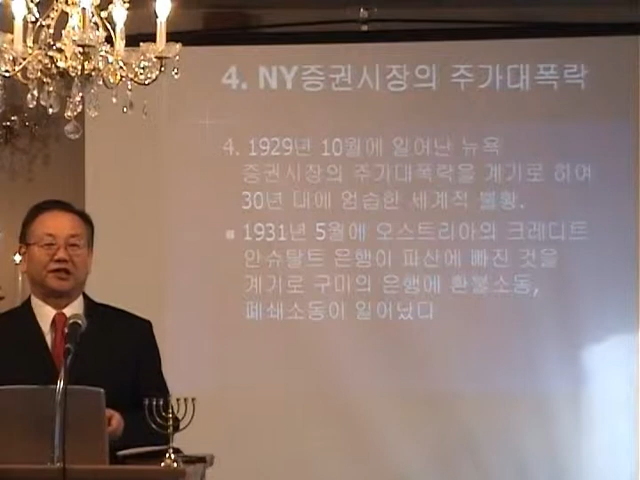 4. NY증권시장의 주가대폭락
4. 1929년 10월에 일어난 뉴욕
증권시장의 주가대폭락을 계기로 하여
30년 대에 엄습한 세계적 불황.
▪ 1931년 5월에 오스트리아의 크레디트
안슈탈트 은행이 파산에 빠진 것을
계기로 구미의 은행에 환불소동,
폐쇄소동이 일어났다